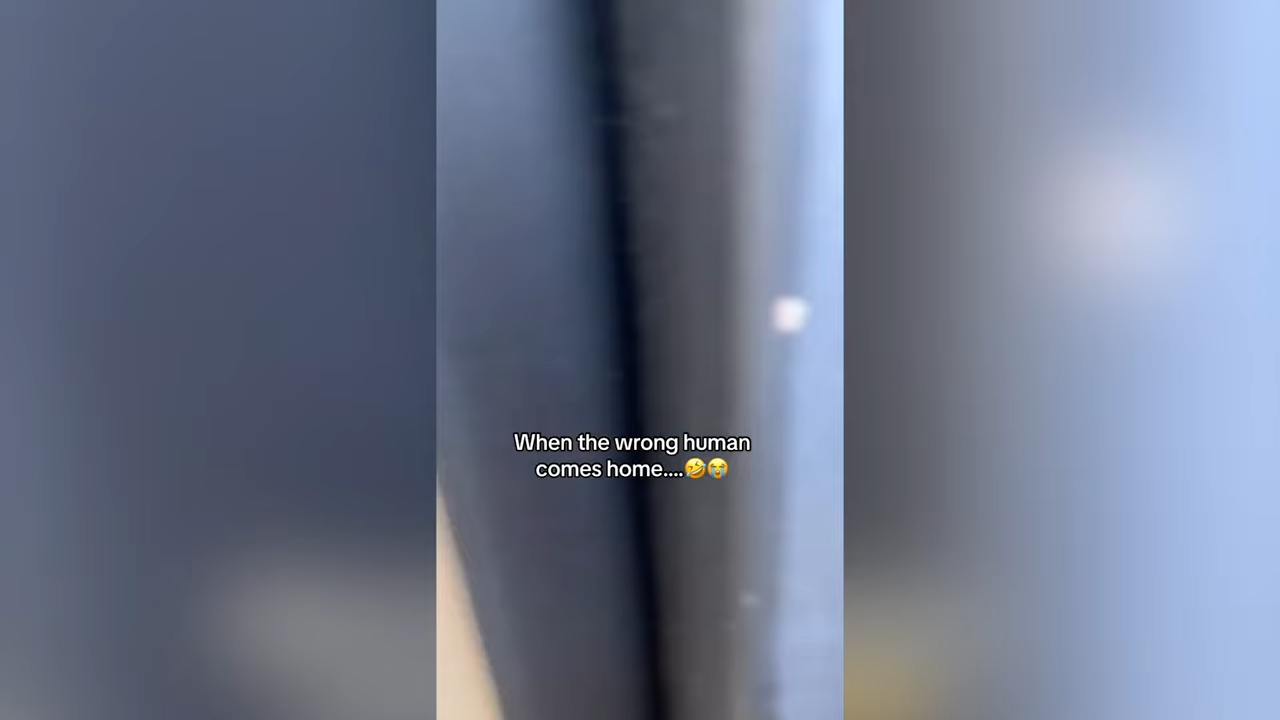 When the wrong human
comes home....🤣😭